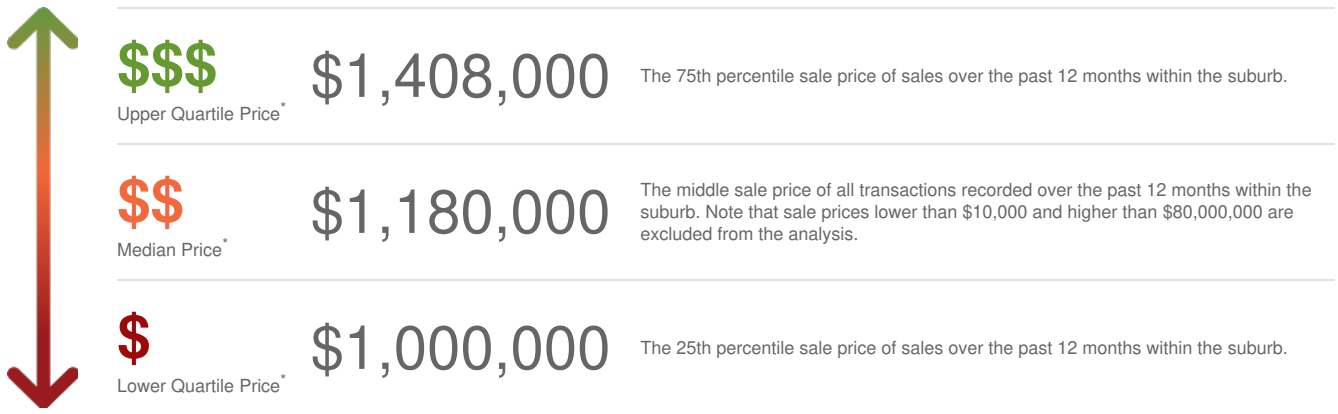 $$$
Upper Quartile Price*
$1,408,000
The 75th percentile sale price of sales over the past 12 months within the suburb.
$$
Median Price*
$1,180,000
The middle sale price of all transactions recorded over the past 12 months within the
suburb. Note that sale prices lower than $10,000 and higher than $80,000,000 are
excluded from the analysis.
$
Lower Quartile Price*
$1,000,000
The 25th percentile sale price of sales over the past 12 months within the suburb.